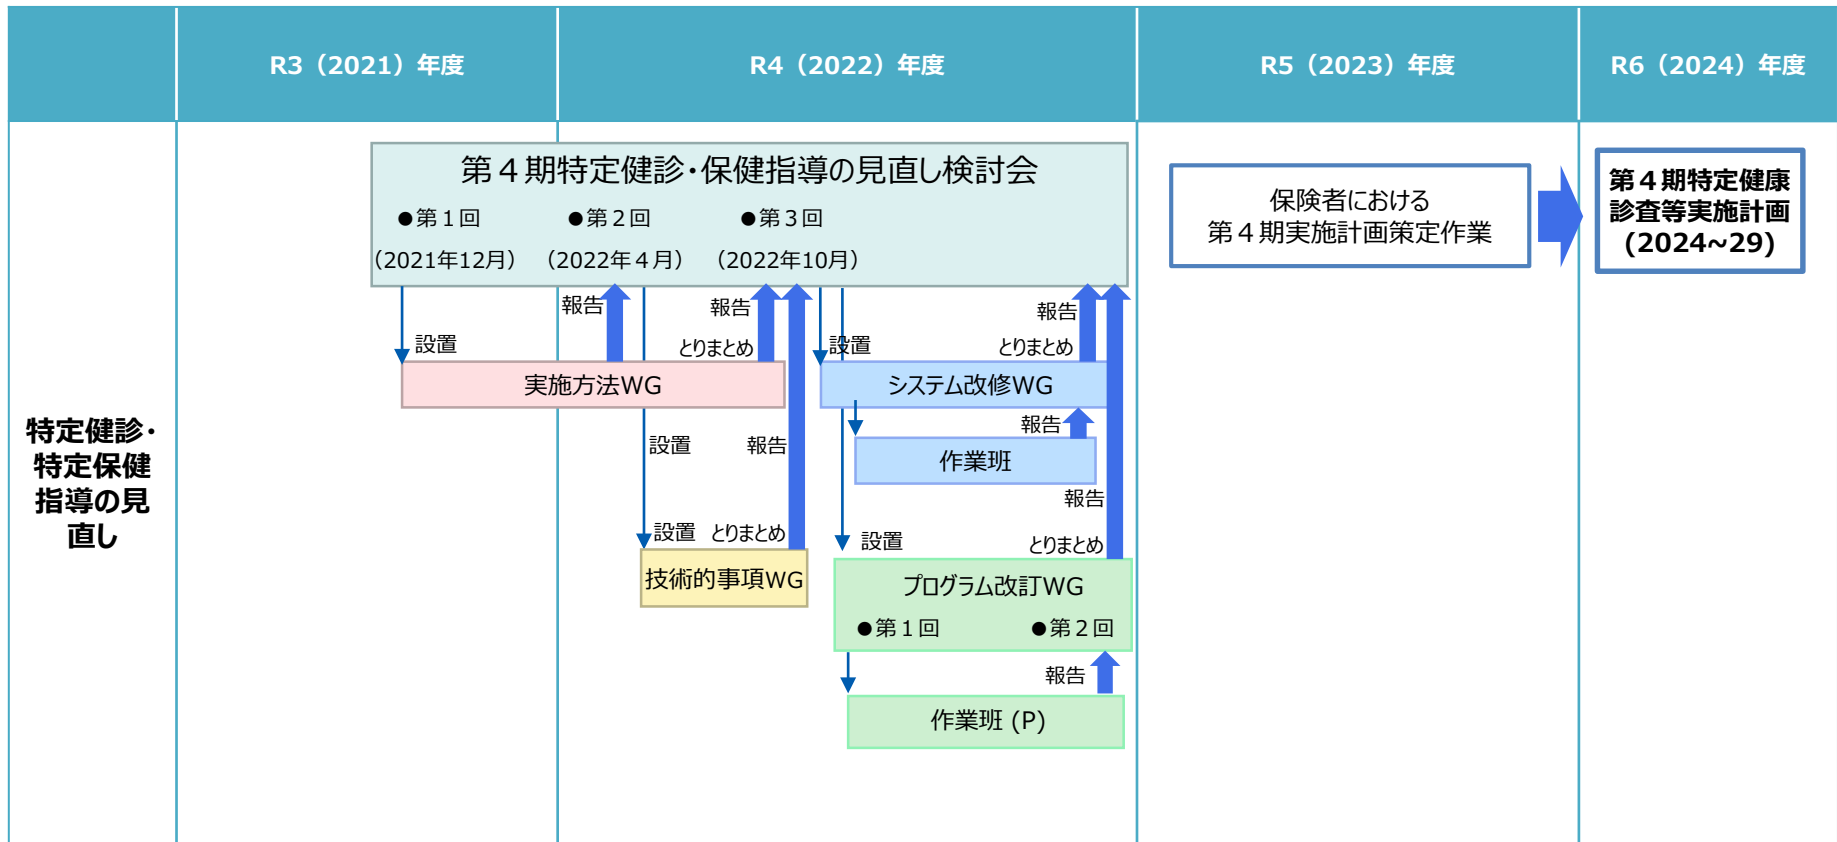 R3（2021）年度
R4（2022）年度
R5（2023）年度
R6（2024）年度
特定健診・
特定保健
指導の見
直し
第４期特定健診・保健指導の見直し検討会
●第１回
●第２回
●第３回
（2021年12月）
（2022年４月）
（2022年10月）
保険者における
第４期実施計画策定作業
第４期特定健康
診査等実施計画
(2024~29)
報告
報告
報告
設置
とりまとめ
設置
とりまとめ
実施方法WG
システム改修WG
報告
設置
報告
作業班
報告
設置
とりまとめ
設置
とりまとめ
技術的事項WG
プログラム改訂WG
●第１回
●第２回
報告
作業班 (P)